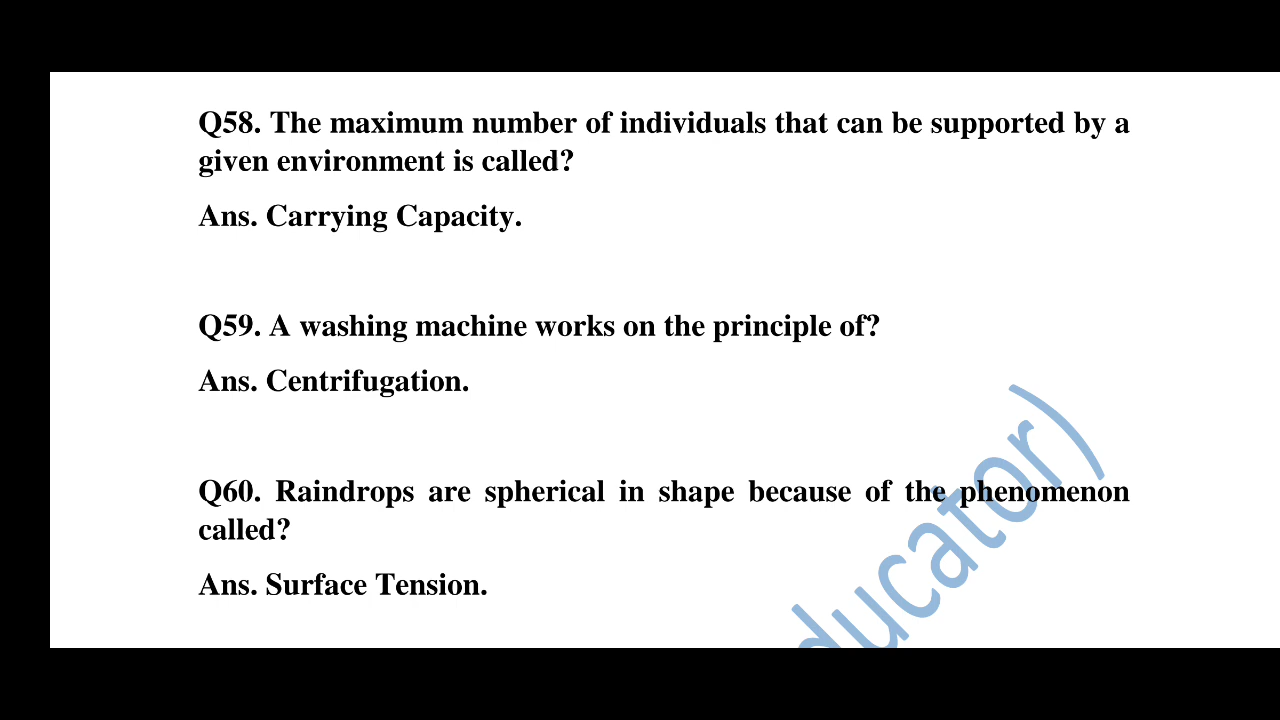 Q58. The maximum number of individuals that can be supported by a
given environment is called?
Ans. Carrying Capacity.
Q59. A washing machine works on the principle of?
Ans. Centrifugation.
Q60. Raindrops are spherical in shape because of the phenomenon
called?
Ans. Surface Tension.
ducator)